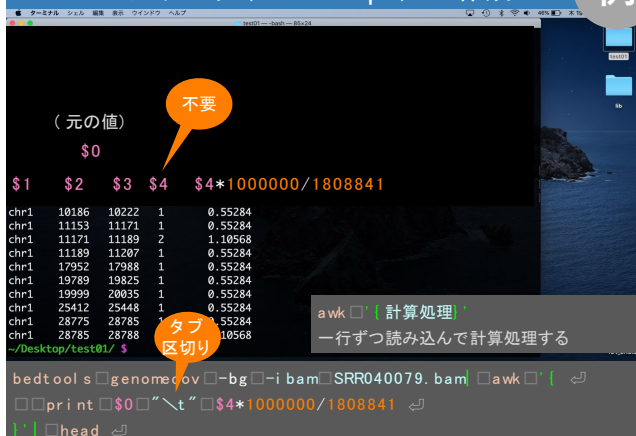 ターミナル シェル 編集 表示 ウインドウ ヘルプ
46%
test01 — -bash — 86×24
例
test01
lib
不要
(元の値)
$0
$1 $2 $3 $4 $4*1000000/1808841
chr1 10186 10222 1 0.55284
chr1 11153 11171 1 0.55284
chr1 11171 11189 2 1.10568
chr1 11189 11207 1 0.55284
chr1 17952 17988 1 0.55284
chr1 19789 19825 1 0.55284
chr1 19999 20035 1 0.55284
chr1 25412 25448 1 0.55284
chr1 28775 28785 1 0.55284
chr1 28785 28788 10568
~/Desktop/test01/ $
タブ
区切り
awk□'{計算処理}'
一行ずつ読み込んで計算処理する
bedtools□genomecov□-bg□-ibam□SRR040079.bam|□awk□'{ ⏎
□□print□$0□"\t"□$4*1000000/1808841 ⏎
}'|□head ⏎